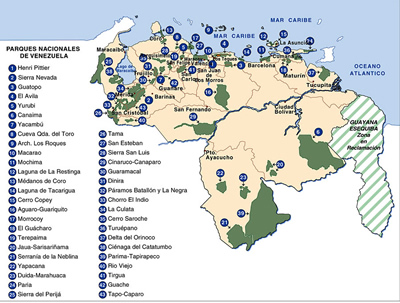 MAR CARIBE
MAR CARIBE
OCEANO
ATLANTICO
PARQUES NACIONALES
DE VENEZUELA
1 Henri Pittier
2 Sierra Nevada
3 Guatopo
4 El Avila
5 Yurubi
6 Canaima
7 Yacambú
8 Cueva Qda. del Toro
9 Arch. Los Roques
10 Macarao
11 Mochima
12 Laguna de la Restinga
13 Médanos de Coro
14 Laguna de Tacarigua
15 Cerro Copey
16 Aguaro-Guariquito
17 Morrocoy
18 El Guácharo
19 Terepaima
20 Jaua-Sarisariñama
21 Serranía de la Neblina
22 Yapacana
23 Duida-Marahuaca
24 Paria
25 Sierra del Perijá
26 Tama
27 San Esteban
28 Sierra San Luis
29 Cinaruco-Canaparo
30 Guaramacal
31 Dinira
32 Páramos Batallón y La Negra
33 Chorro El Indio
34 La Culata
35 Cerro Saroche
36 Turuépano
37 Delta del Orinoco
38 Ciénaga del Catatumbo
39 Parima-Tapirapeco
40 Río Viejo
41 Tirgua
42 Guache
43 Tapo-Caparo
Maracaibo
Coro
La Asunción
Cumaná
Barcelona
Maturín
Tucupita
Trujillo
Guanare
Barinas
Mérida
San Cristóbal
San Juan
de Los
Morros
San Fernando
Ciudad
Bolívar
Pto.
Ayacucho
GUAYANA
ESEQUIBA
Zona
en
Reclamación